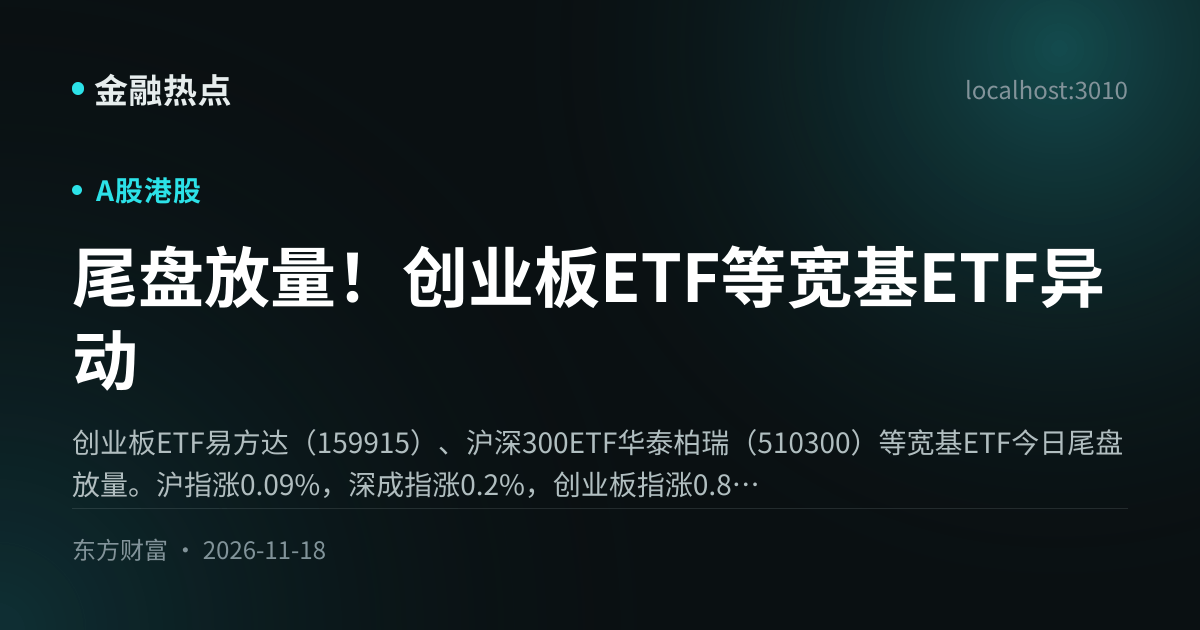 金融热点
localhost:3010
A股港股
尾盘放量！创业板ETF等宽基ETF异
动
创业板ETF易方达（159915）、沪深300ETF华泰柏瑞（510300）等宽基ETF今日尾盘
放量。沪指涨0.09%，深成指涨0.2%，创业板指涨0.8…
东方财富 · 2026-11-18